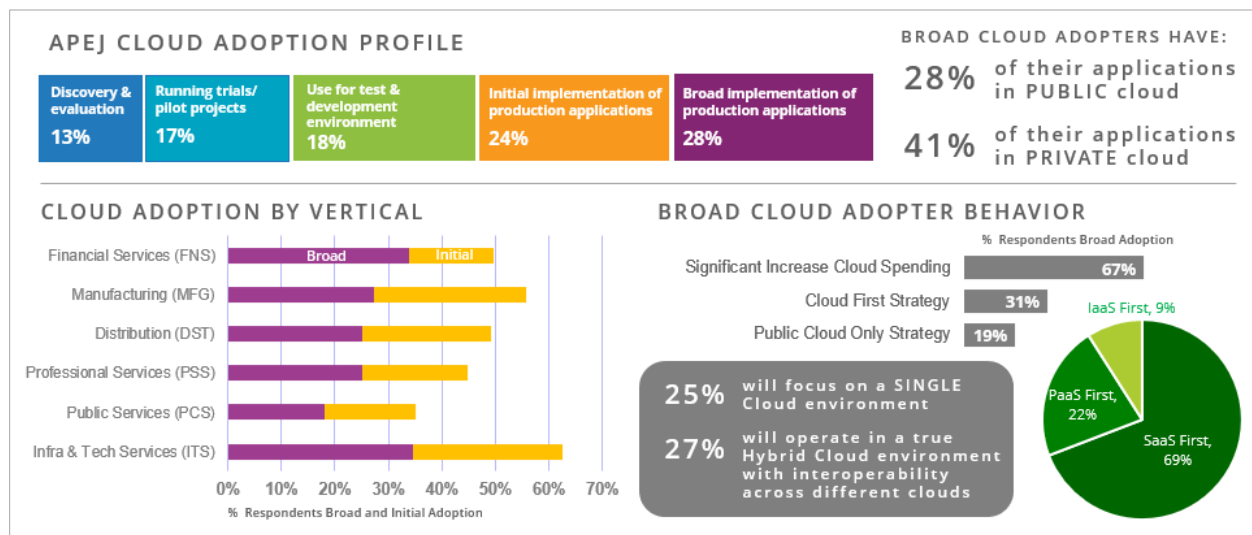 APEJ CLOUD ADOPTION PROFILE
Discovery &
evaluation
13%
Running trials/
pilot projects
17%
Use for test &
development
environment
18%
Initial implementation of
production applications
24%
Broad implementation of
production applications
28%
BROAD CLOUD ADOPTERS HAVE:
28% of their applications
in PUBLIC cloud
41% of their applications
in PRIVATE cloud
CLOUD ADOPTION BY VERTICAL
Financial Services (FNS)
Broad
Initial
Manufacturing (MFG)
Distribution (DST)
Professional Services (PSS)
Public Services (PCS)
Infra & Tech Services (ITS)
0% 10% 20% 30% 40% 50% 60% 70%
% Respondents Broad and Initial Adoption
BROAD CLOUD ADOPTER BEHAVIOR
% Respondents Broad Adoption
Significant Increase Cloud Spending 67%
Cloud First Strategy 31%
Public Cloud Only Strategy 19%
25% will focus on a SINGLE
Cloud environment
27% will operate in a true
Hybrid Cloud environment
with interoperability
across different clouds
IaaS First, 9%
PaaS First,
22%
SaaS First,
69%